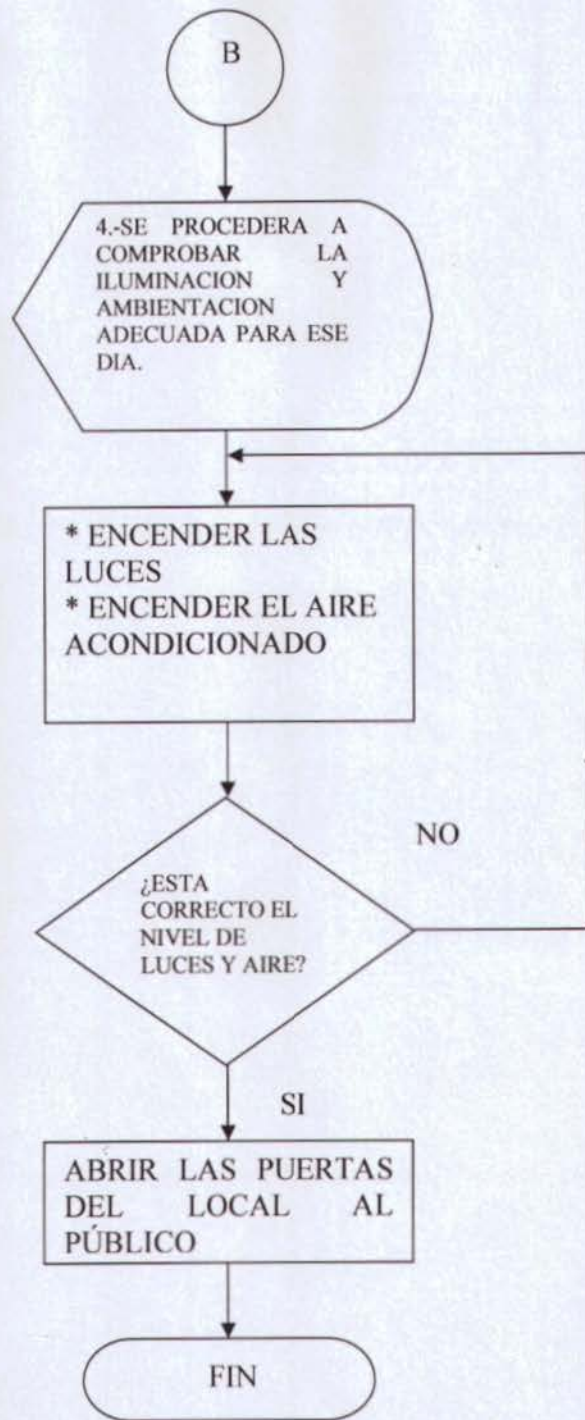 B
4.-SE PROCEDERA A
COMPROBAR LA
ILUMINACION Y
AMBIENTACION
ADECUADA PARA ESE
DIA.
* ENCENDER LAS
LUCES
* ENCENDER EL AIRE
ACONDICIONADO
NO
¿ESTA
CORRECTO EL
NIVEL DE
LUCES Y AIRE?
SI
ABRIR LAS PUERTAS
DEL LOCAL AL
PÚBLICO
FIN